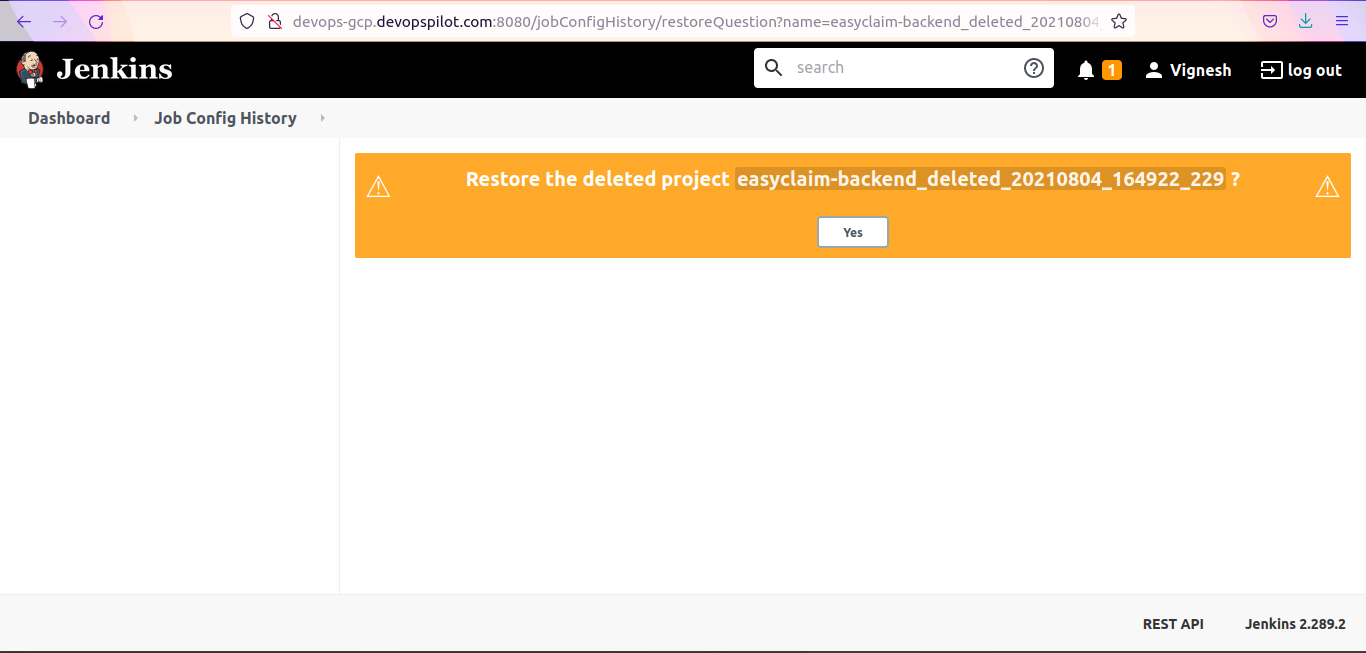 devops-gcp.devopspilot.com:8080/jobConfigHistory/restoreQuestion?name=easyclaim-backend_deleted_20210804_
Jenkins
search
1
Vignesh
log out
Dashboard
Job Config History
Restore the deleted project easyclaim-backend_deleted_20210804_164922_229 ?
Yes
REST API
Jenkins 2.289.2